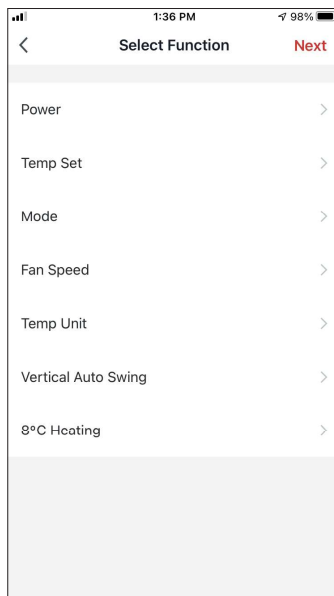 1:36 PM 98%
Select Function Next
Power
Temp Set
Mode
Fan Speed
Temp Unit
Vertical Auto Swing
8°C Heating